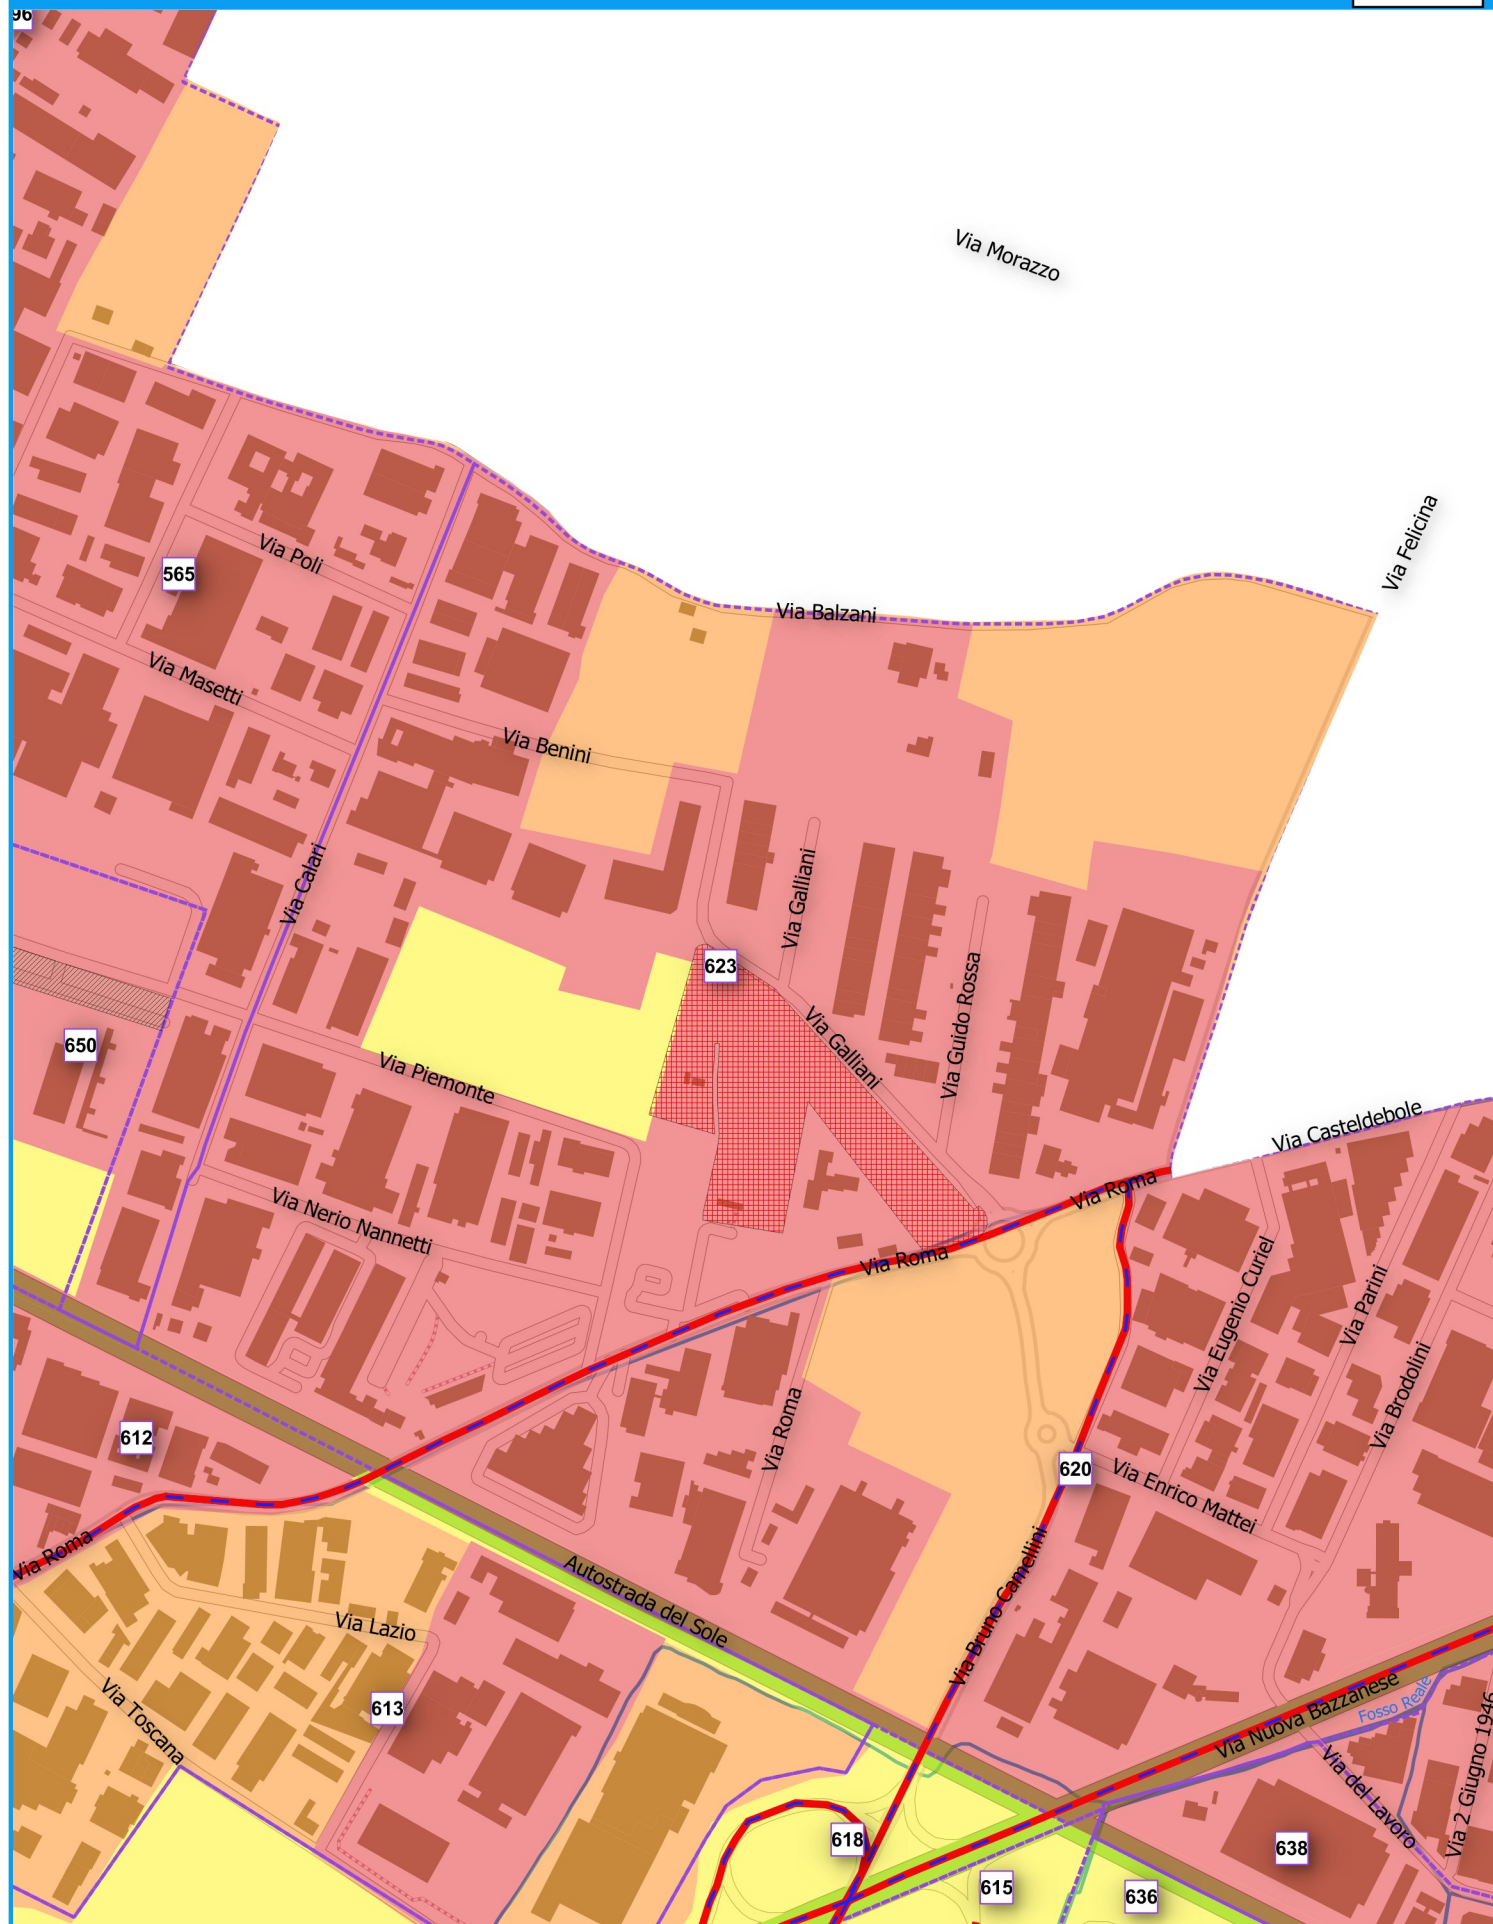 96
Via Morazzo
Via Felicina
Via Poli
565
Via Balzani
Via Masetti
Via Benini
Via Calari
Via Galliani
623
Via Guido Rossa
Via Galliani
650
Via Piemonte
Via Casteldebole
Via Roma
Via Nerio Nannetti
Via Roma
Via Eugenio Curiel
Via Parini
Via Brodolini
612
Via Roma
620
Via Enrico Mattei
Via Roma
Autostrada del Sole
Via Bruno Camellini
Via Lazio
Via Toscana
613
Via Nuova Bazzanese
Fosso Reale
Via 2 Giugno 1946
Via del Lavoro
618
638
615
636